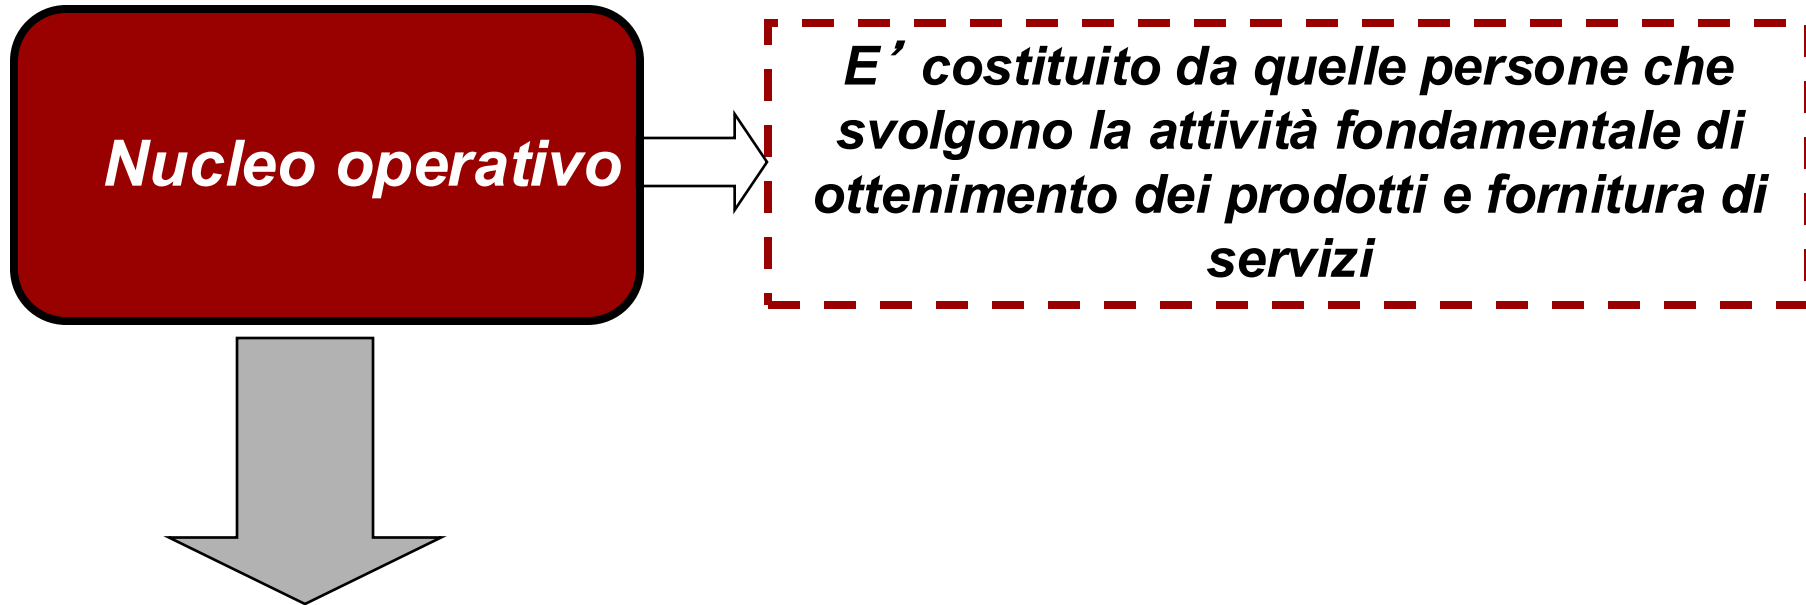 Nucleo operativo
E’ costituito da quelle persone che
svolgono la attività fondamentale di
ottenimento dei prodotti e fornitura di
servizi